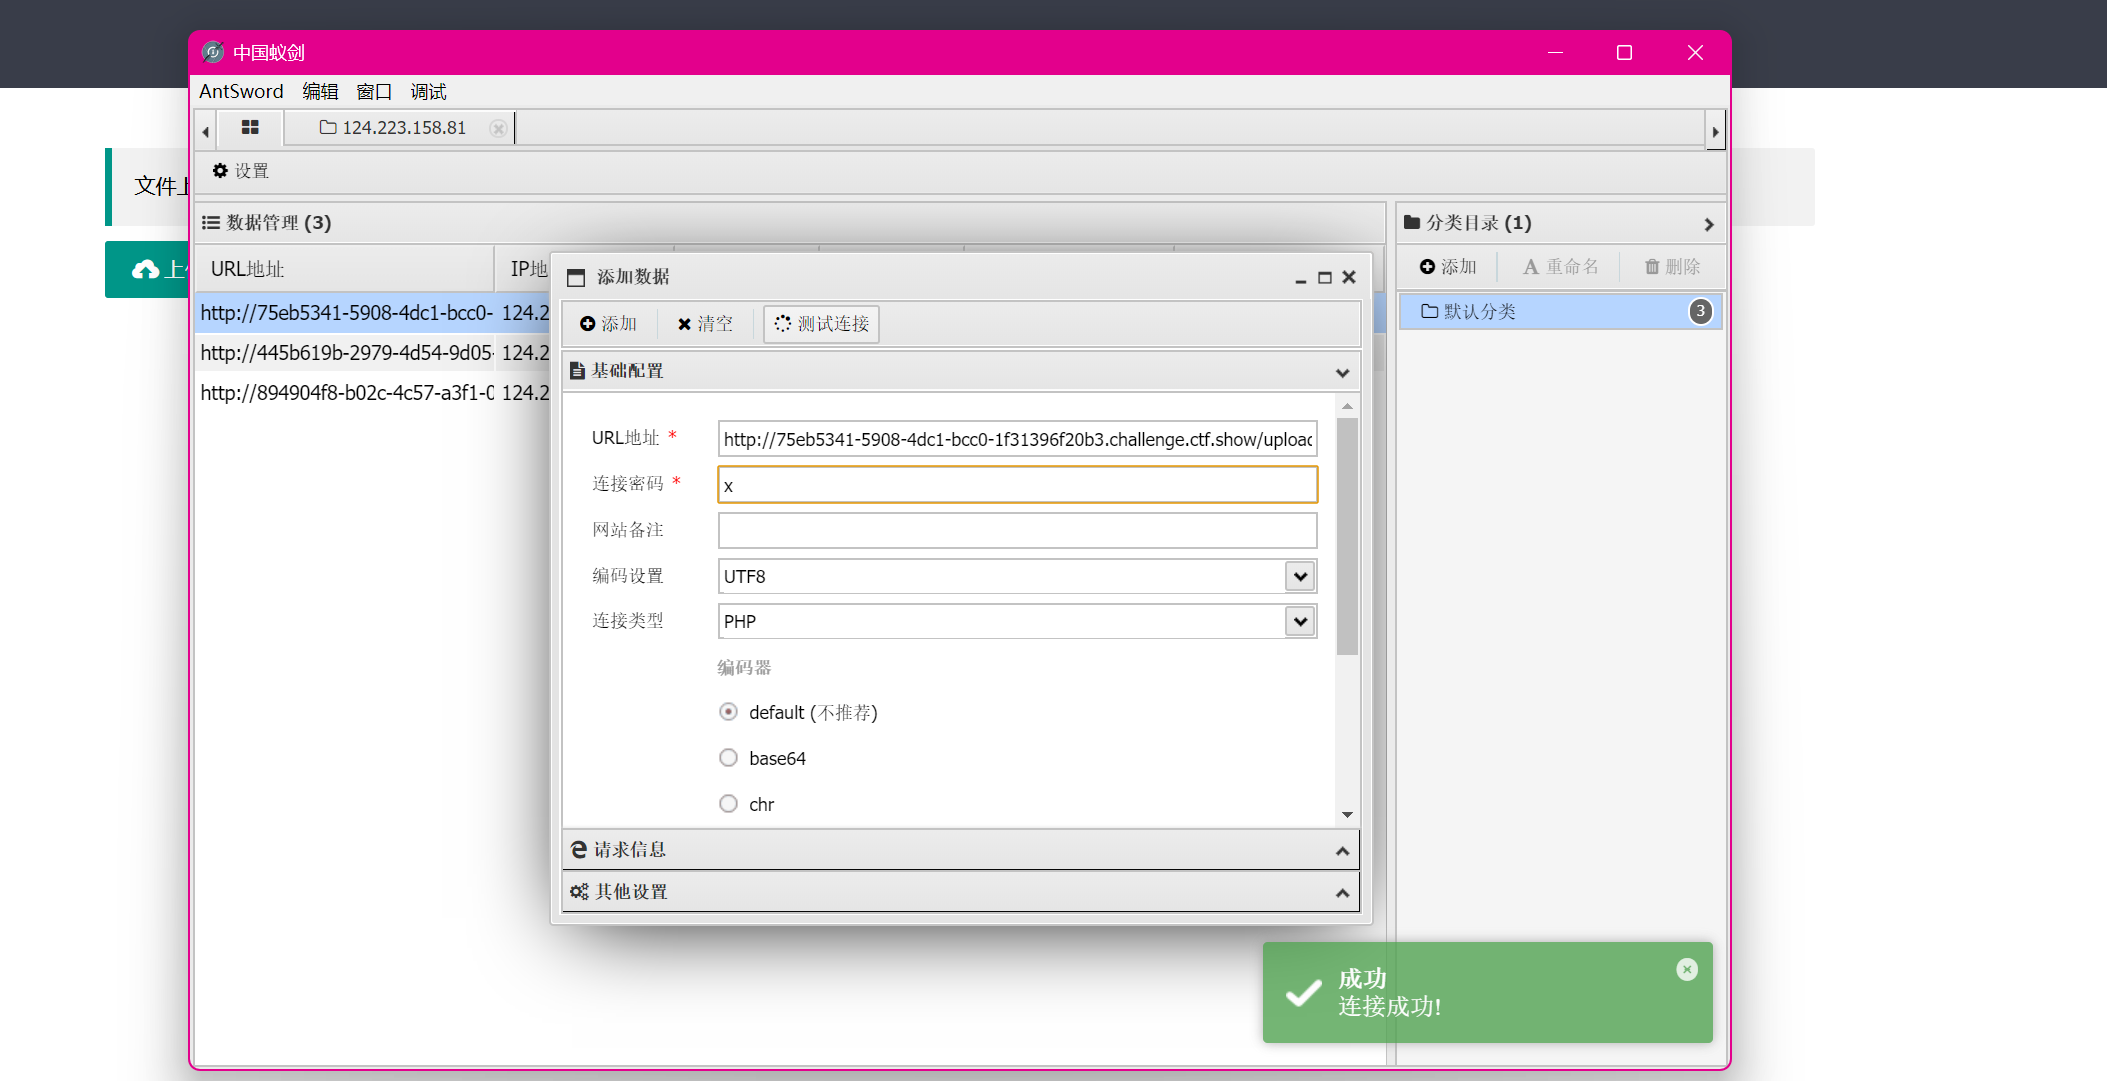 中国蚁剑
AntSword 编辑 窗口 调试
124.223.158.81
设置
文件上
上
数据管理 (3)
URL地址 IP地
http://75eb5341-5908-4dc1-bcc0- 124.2
http://445b619b-2979-4d54-9d05- 124.2
http://894904f8-b02c-4c57-a3f1-0 124.2
分类目录 (1)
添加 重命名 删除
默认分类 3
添加数据
添加 清空 测试连接
基础配置
URL地址 * http://75eb5341-5908-4dc1-bcc0-1f31396f20b3.challenge.ctf.show/upload
连接密码 * x
网站备注
编码设置 UTF8
连接类型 PHP
编码器
default (不推荐)
base64
chr
请求信息
其他设置
成功
连接成功!